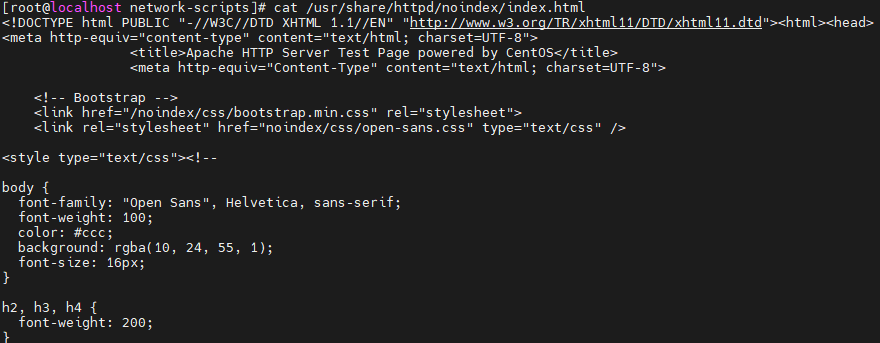 [root@localhost network-scripts]# cat /usr/share/httpd/noindex/index.html
<!DOCTYPE html PUBLIC "-//W3C//DTD XHTML 1.1//EN" "http://www.w3.org/TR/xhtml11/DTD/xhtml11.dtd"><html><head>
<meta http-equiv="content-type" content="text/html; charset=UTF-8">
                <title>Apache HTTP Server Test Page powered by CentOS</title>
                <meta http-equiv="Content-Type" content="text/html; charset=UTF-8">

    <!-- Bootstrap -->
    <link href="/noindex/css/bootstrap.min.css" rel="stylesheet">
    <link rel="stylesheet" href="noindex/css/open-sans.css" type="text/css" />

<style type="text/css"><!--

body {
  font-family: "Open Sans", Helvetica, sans-serif;
  font-weight: 100;
  color: #ccc;
  background: rgba(10, 24, 55, 1);
  font-size: 16px;
}

h2, h3, h4 {
  font-weight: 200;
}